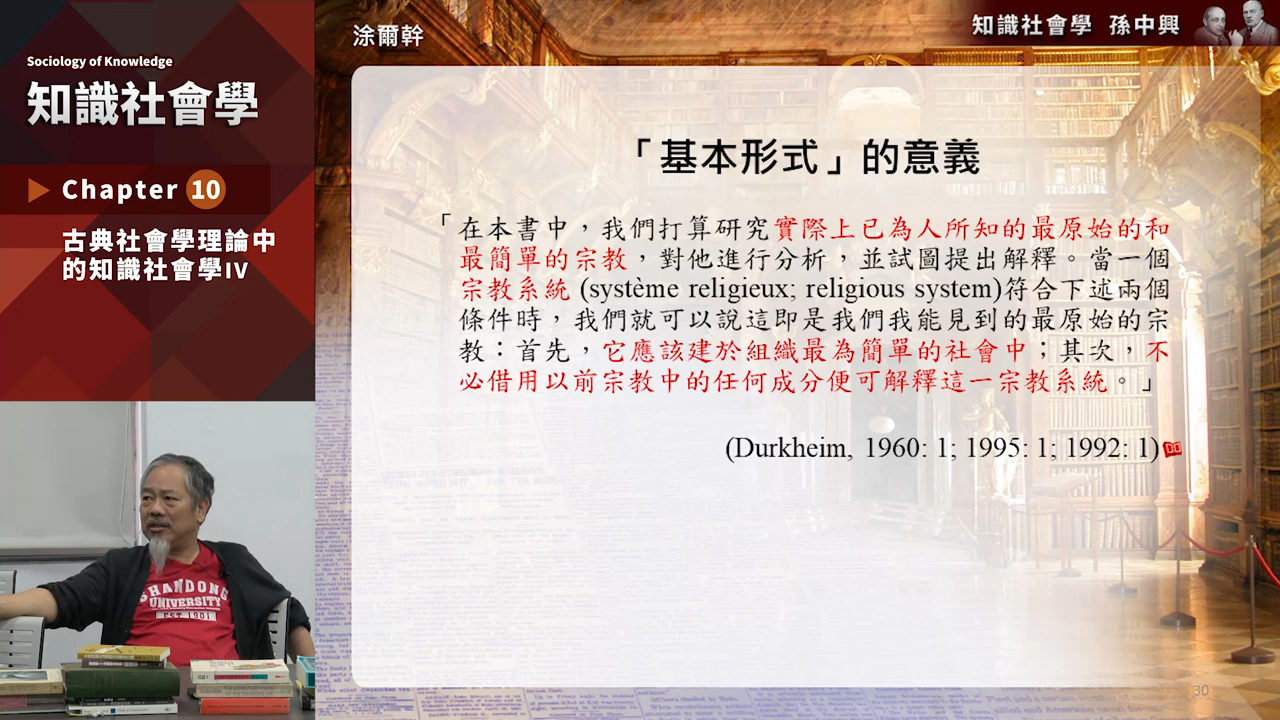 Sociology of Knowledge
知識社會學
Chapter 10
古典社會學理論中
的知識社會學IV
涂爾幹
知識社會學 孫中興
「基本形式」的意義
「在本書中，我們打算研究實際上已為人所知的最原始的和
最簡單的宗教，對他進行分析，並試圖提出解釋。當一個
宗教系統 (système religieux; religious system)符合下述兩個
條件時，我們就可以說這即是我們我能見到的最原始的宗
教：首先，它應該建於組織最為簡單的社會中；其次，不
必借用以前宗教中的任何成分便可解釋這一宗教系統。」
(Durkheim, 1960: 1; 1995: 1; 1992: 1)
SHANDONG
UNIVERSITY
EST 1901
30